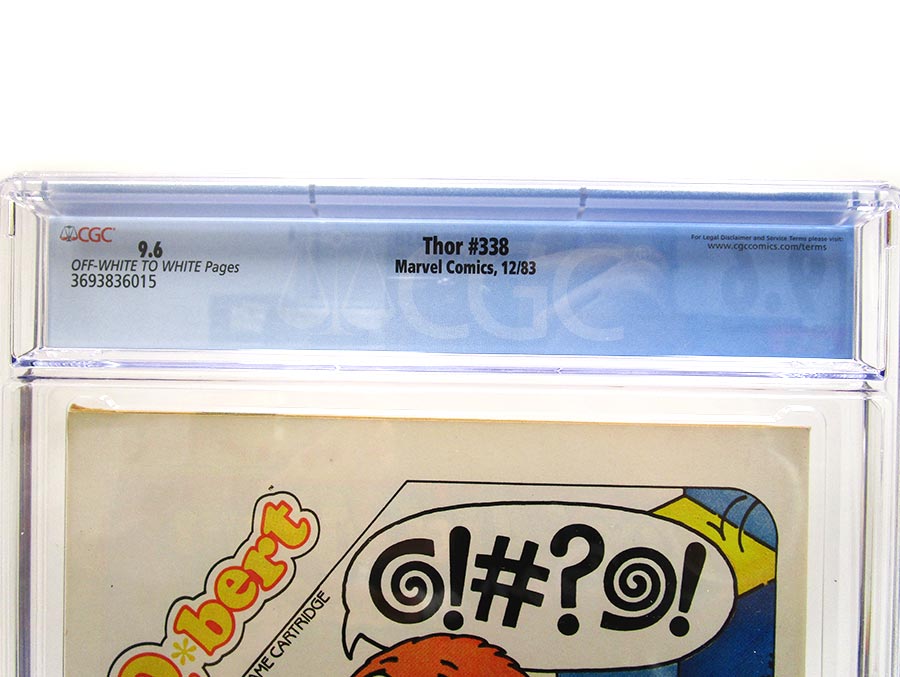 CGC
9.6
OFF-WHITE TO WHITE Pages
3693836015
Thor #338
Marvel Comics, 12/83
For Legal Disclaimer and Service Terms please visit:
www.cgccomics.com/terms
CGC
@!#?@!
Q*bert
GAME CARTRIDGE